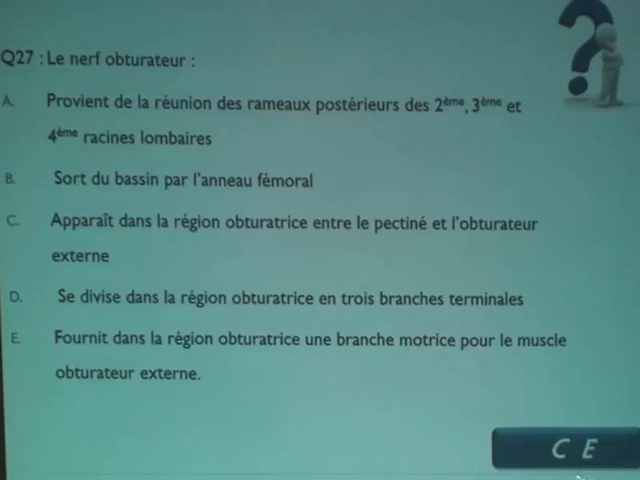 Q27 : Le nerf obturateur :
A. Provient de la réunion des rameaux postérieurs des 2ème, 3ème et
4ème racines lombaires
B. Sort du bassin par l'anneau fémoral
C. Apparaît dans la région obturatrice entre le pectiné et l'obturateur
externe
D. Se divise dans la région obturatrice en trois branches terminales
E. Fournit dans la région obturatrice une branche motrice pour le muscle
obturateur externe.
C E